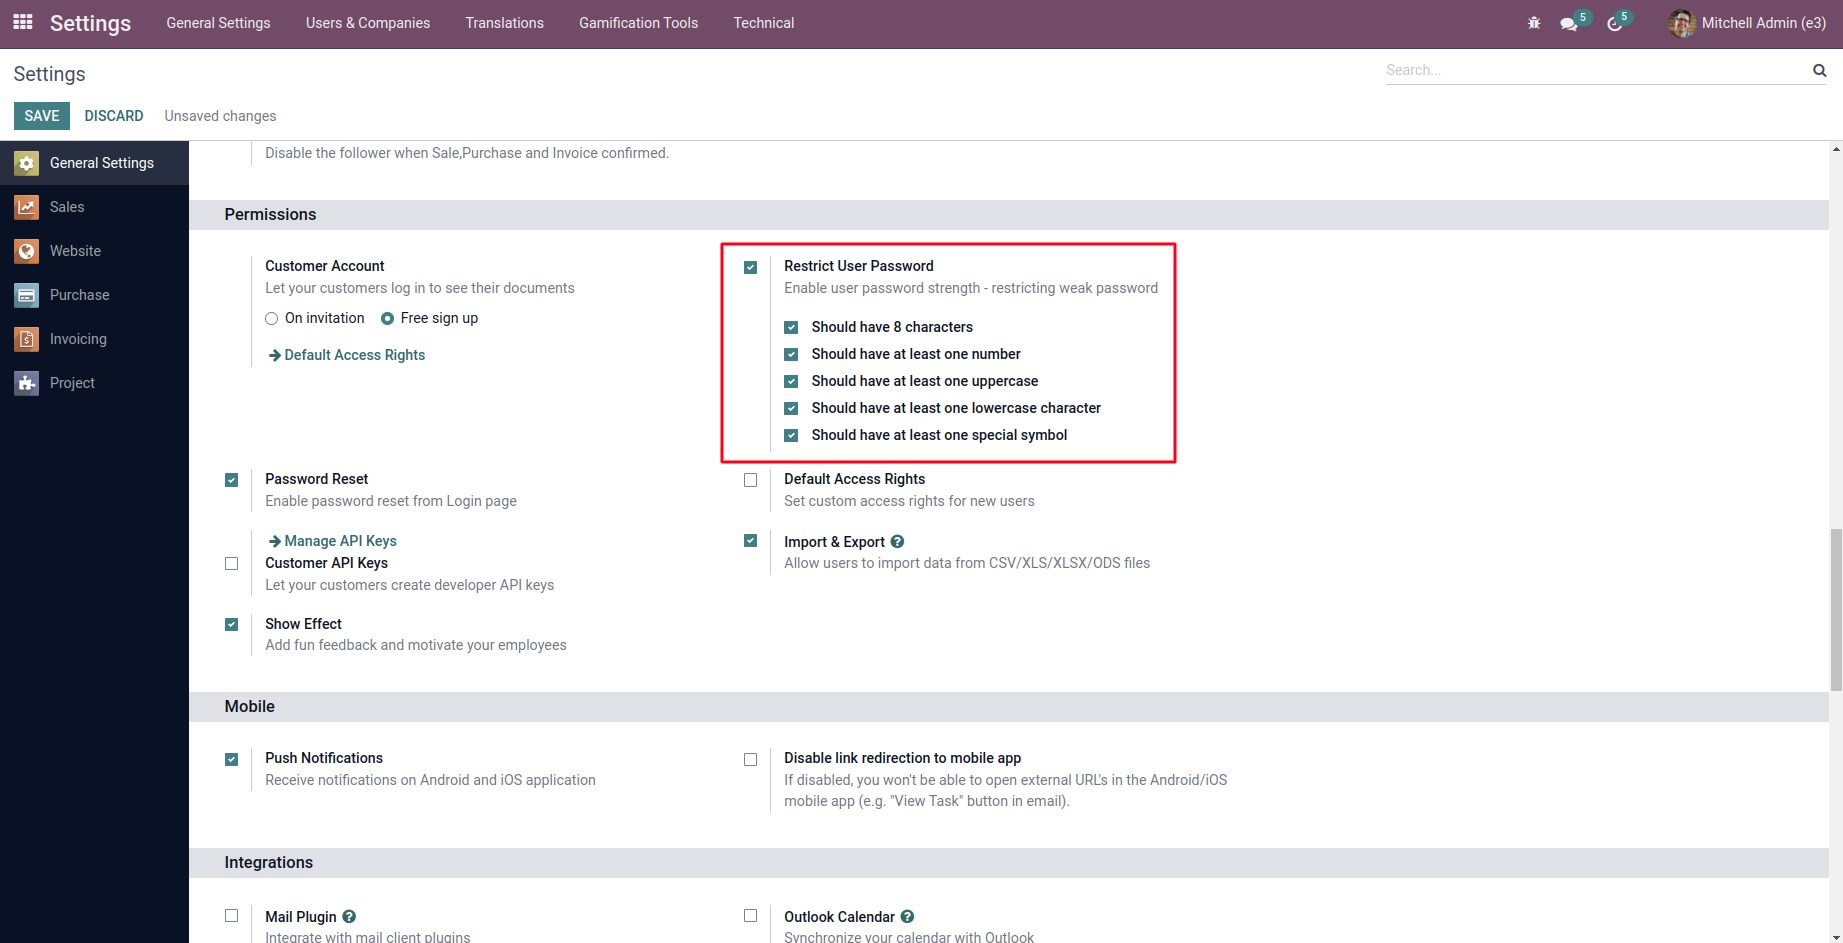 Settings General Settings Users & Companies Translations Gamification Tools Technical 5 5 Mitchell Admin (e3)
Settings
Search...
SAVE DISCARD Unsaved changes
General Settings
Sales
Website
Purchase
Invoicing
Project
Disable the follower when Sale,Purchase and Invoice confirmed.
Permissions
Customer Account
Let your customers log in to see their documents
On invitation Free sign up
Default Access Rights
Restrict User Password
Enable user password strength - restricting weak password
Should have 8 characters
Should have at least one number
Should have at least one uppercase
Should have at least one lowercase character
Should have at least one special symbol
Password Reset
Enable password reset from Login page
Default Access Rights
Set custom access rights for new users
Manage API Keys
Customer API Keys
Let your customers create developer API keys
Import & Export ?
Allow users to import data from CSV/XLS/XLSX/ODS files
Show Effect
Add fun feedback and motivate your employees
Mobile
Push Notifications
Receive notifications on Android and iOS application
Disable link redirection to mobile app
If disabled, you won't be able to open external URL's in the Android/iOS
mobile app (e.g. "View Task" button in email).
Integrations
Mail Plugin ?
Integrate with mail client plugins
Outlook Calendar ?
Synchronize your calendar with Outlook